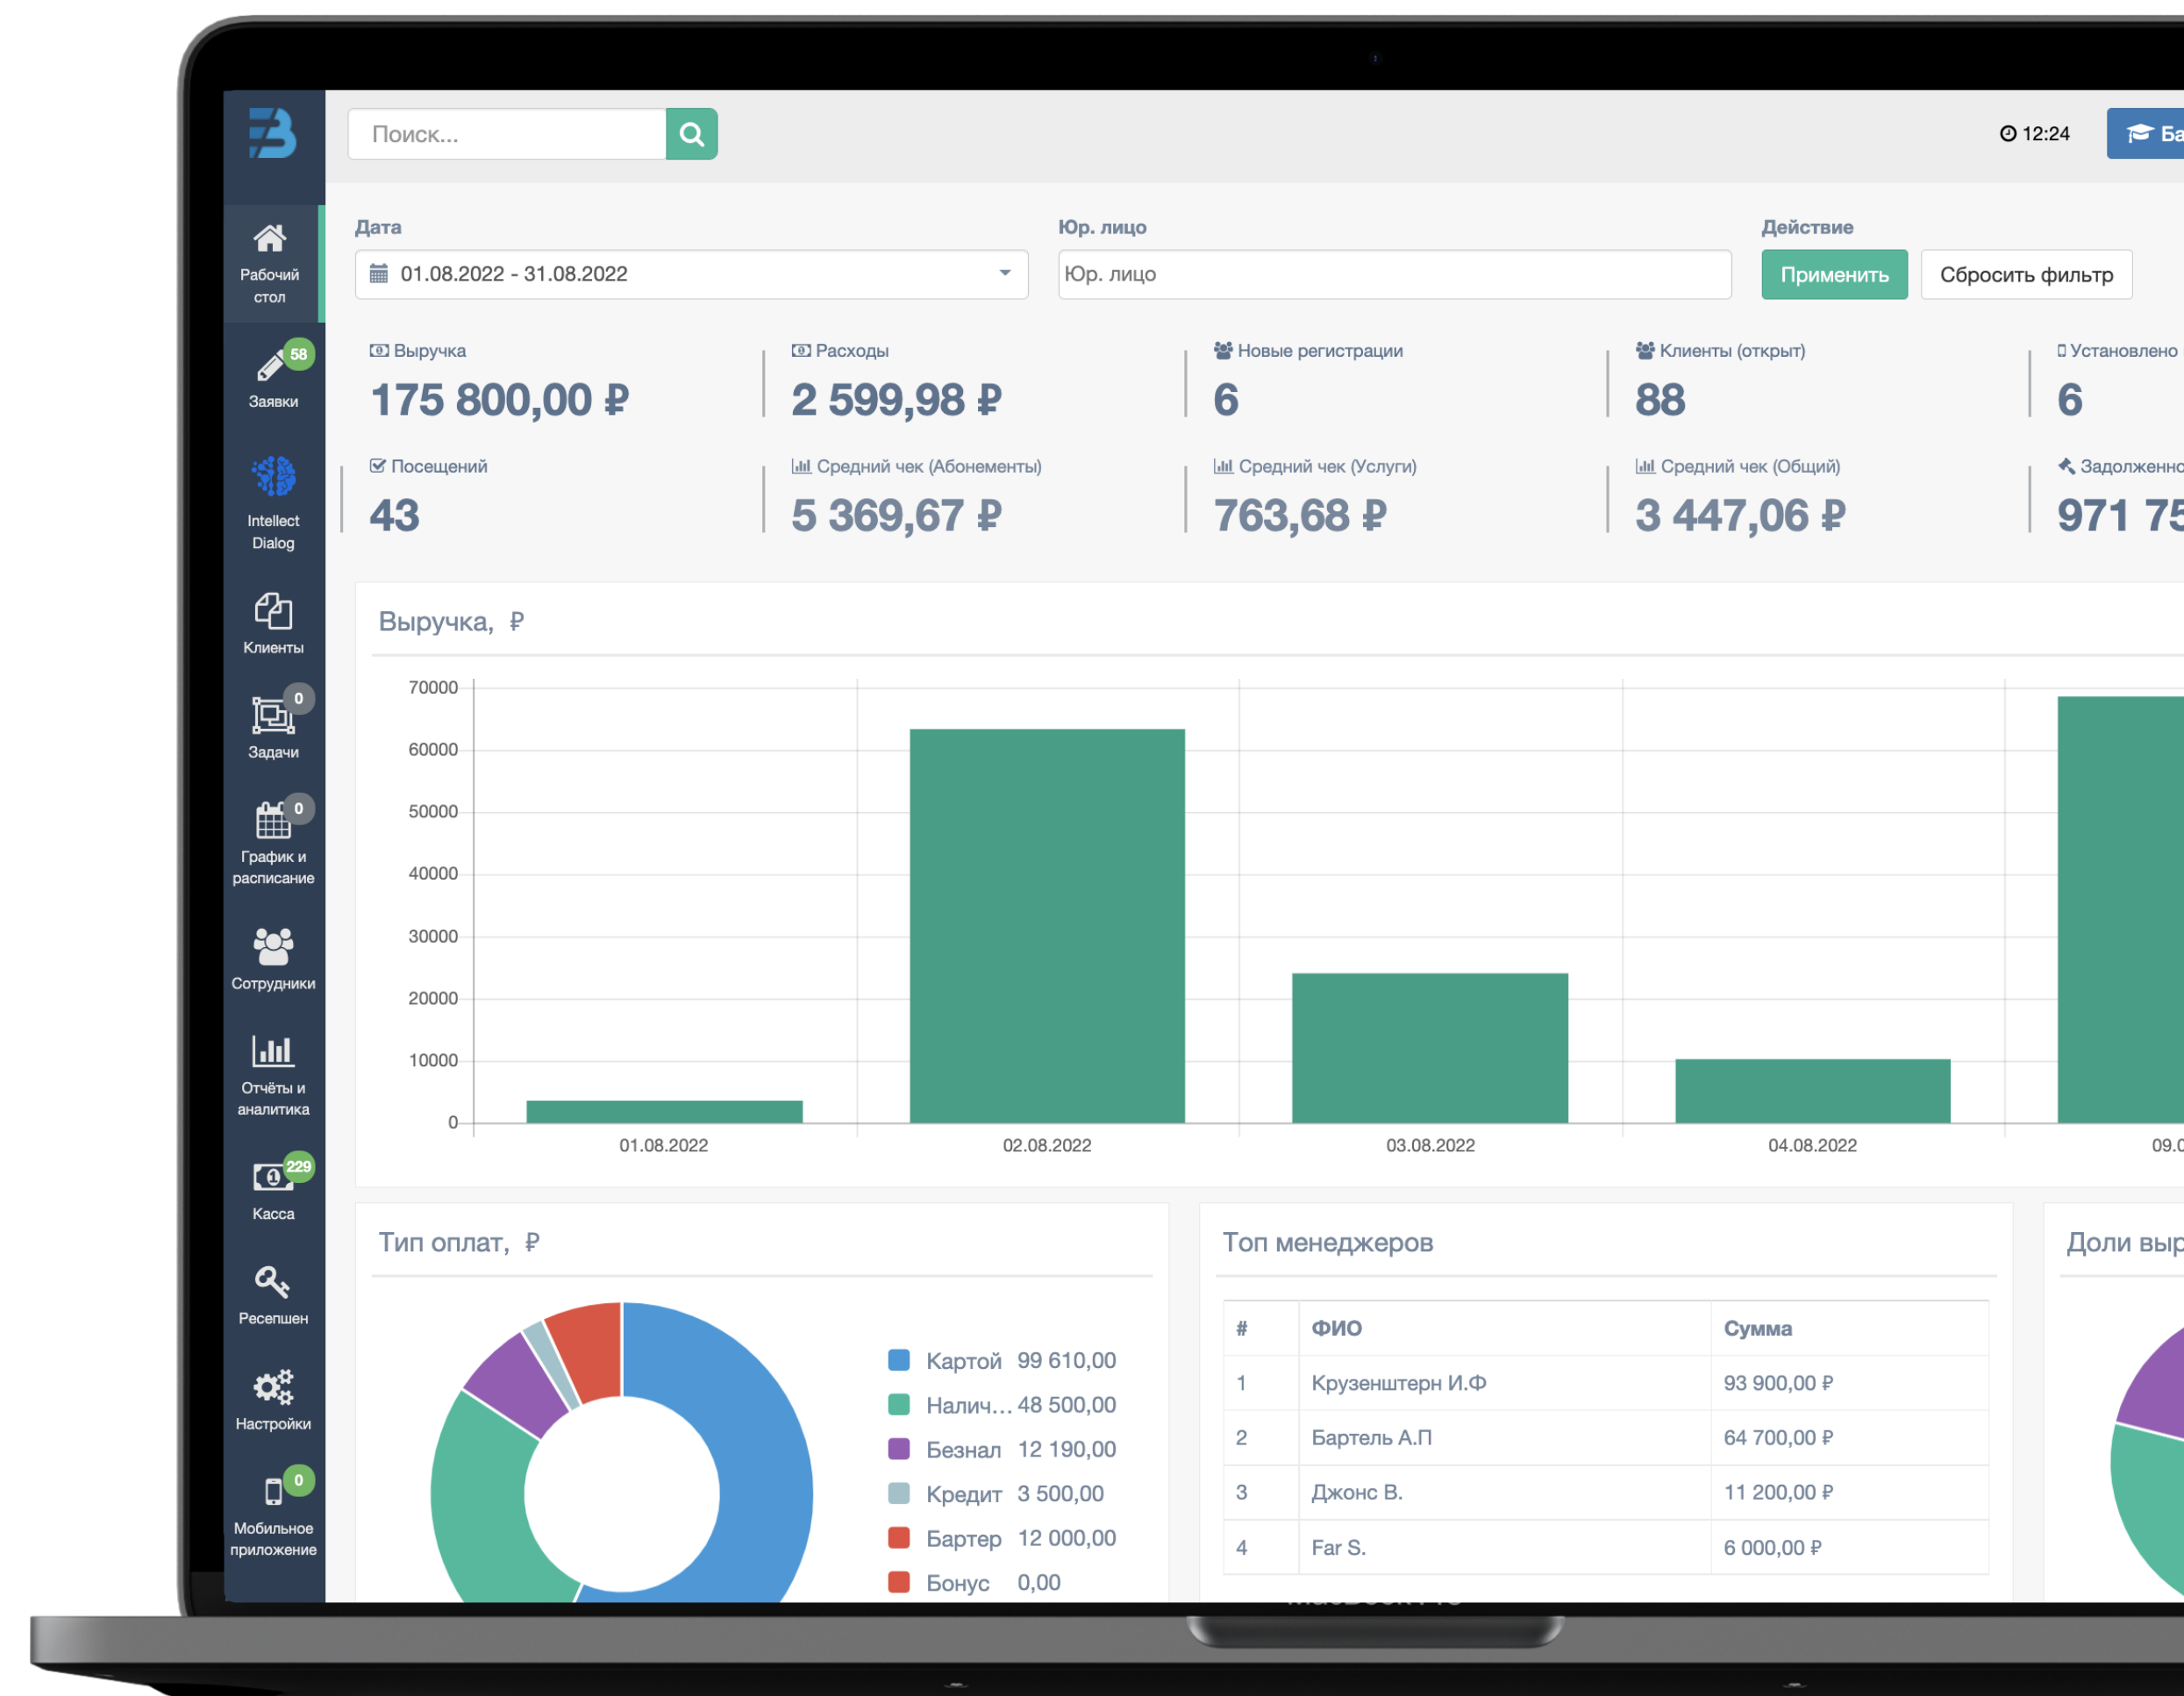 Поиск...
12:24
Дата
Юр. лицо
Действие
01.08.2022 - 31.08.2022
Юр. лицо
Применить
Сбросить фильтр
Выручка
Расходы
Новые регистрации
Клиенты (открыт)
Установлено
175 800,00 ₽
2 599,98 ₽
6
88
6
Посещений
Средний чек (Абонементы)
Средний чек (Услуги)
Средний чек (Общий)
43
5 369,67 ₽
763,68 ₽
3 447,06 ₽
971 75
Рабочий
стол
58
Заявки
Intellect
Dialog
Клиенты
0
Задачи
0
График и
расписание
Сотрудники
Отчёты и
аналитика
229
Касса
Ресепшен
Настройки
0
Мобильное
приложение
Выручка, ₽
70000
60000
50000
40000
30000
20000
10000
0
01.08.2022
02.08.2022
03.08.2022
04.08.2022
Тип оплат, ₽
Картой 99 610,00
Налич... 48 500,00
Безнал 12 190,00
Кредит 3 500,00
Бартер 12 000,00
Бонус 0,00
Топ менеджеров
# ФИО Сумма
1 Крузенштерн И.Ф 93 900,00 ₽
2 Бартель А.П 64 700,00 ₽
3 Джонс В. 11 200,00 ₽
4 Far S. 6 000,00 ₽
Доли